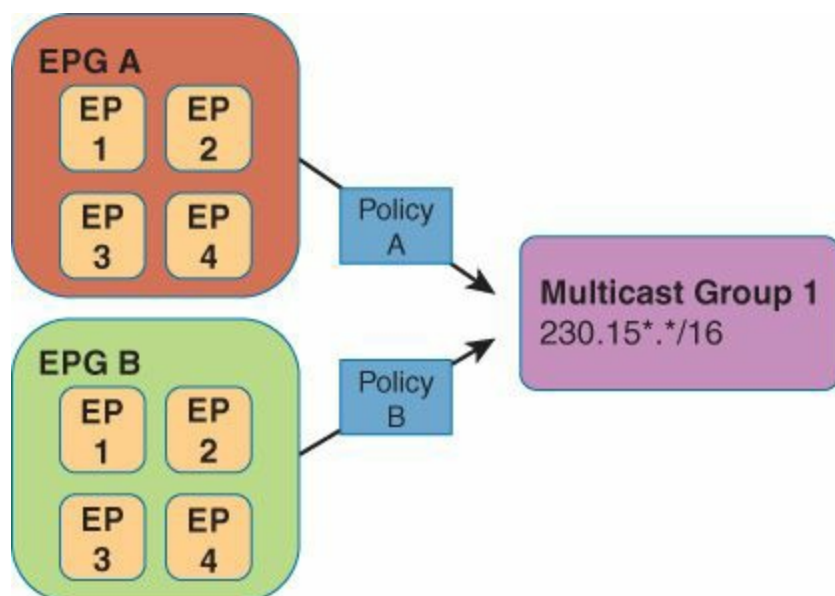 EPG A
EP
1
EP
2
EP
3
EP
4
Policy
A
Multicast Group 1
230.15*.*/16
EPG B
EP
1
EP
2
EP
3
EP
4
Policy
B